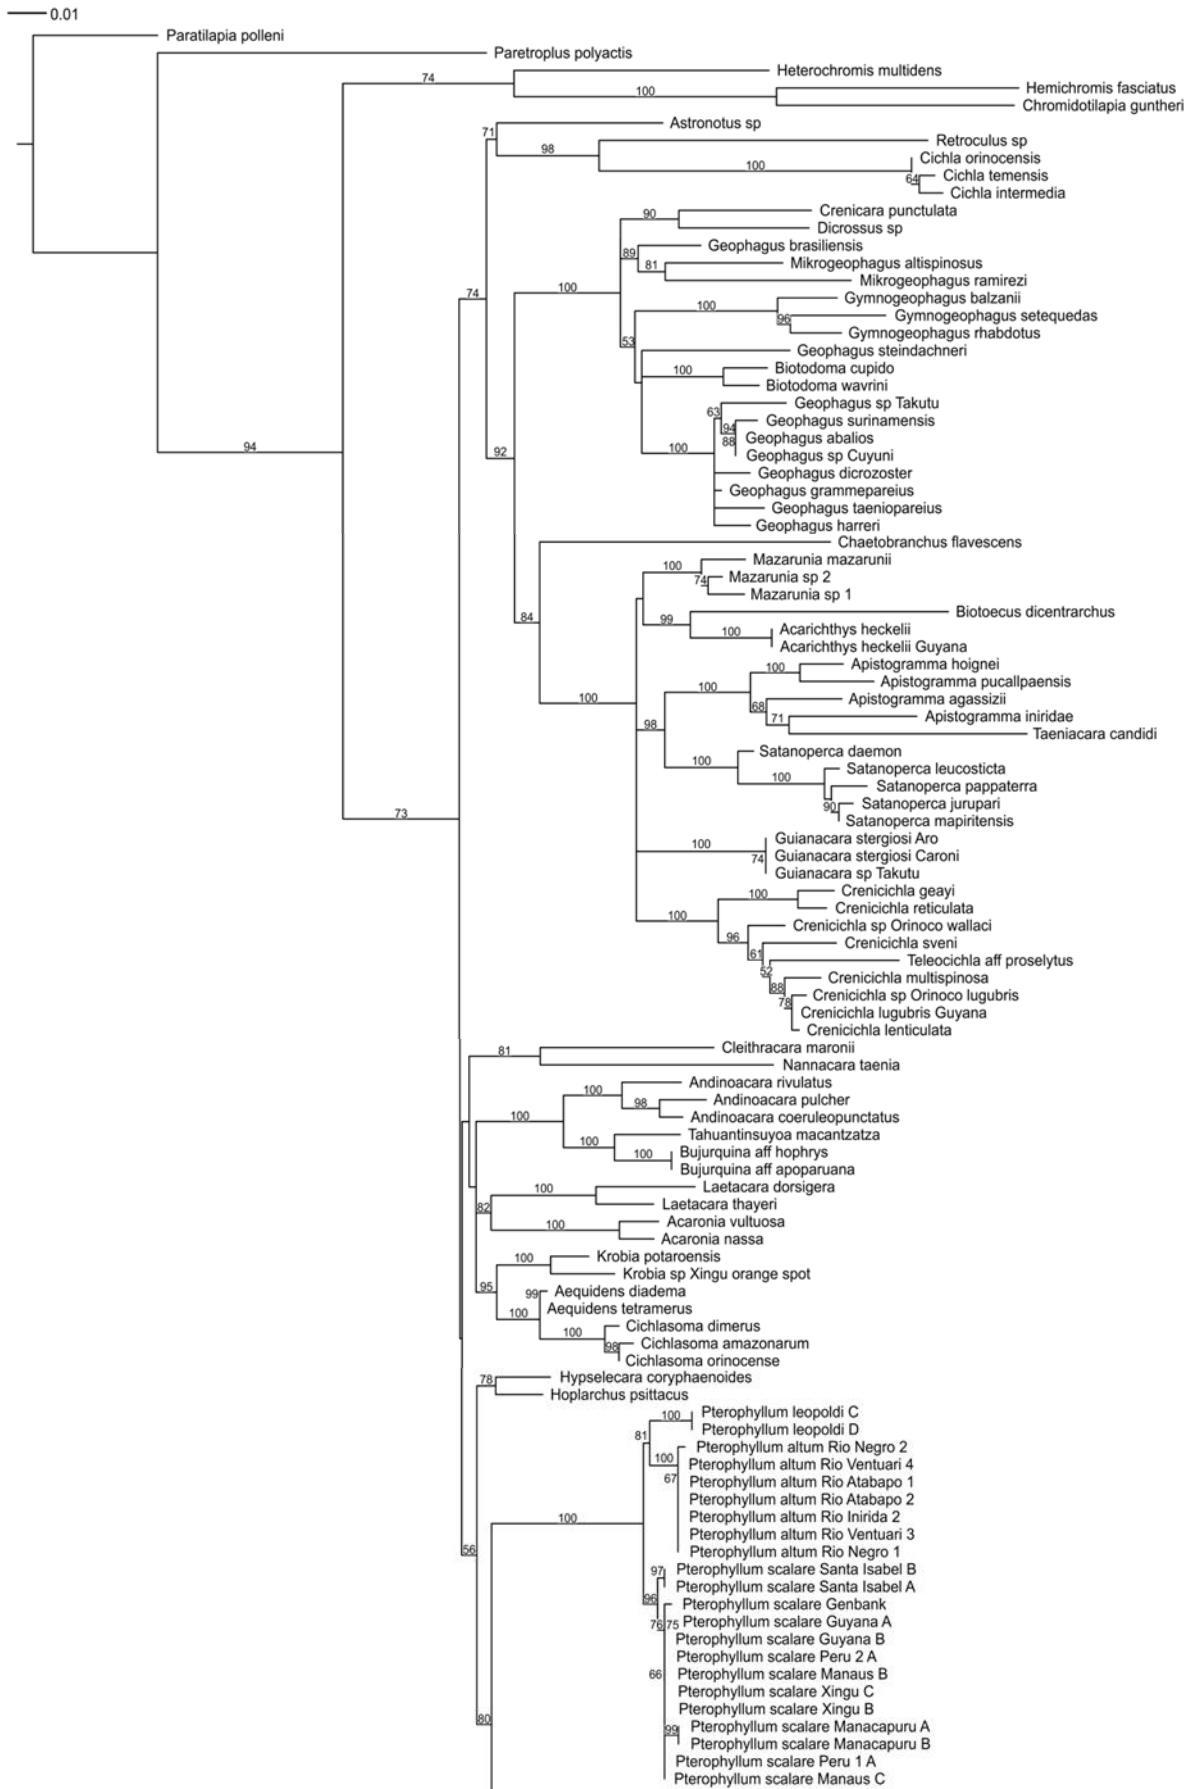 0.01
Paratilapia polleni
Paretroplus polyactis
74
Heterochromis multidens
100
Hemichromis fasciatus
Chromidotilapia guntheri
71
Astronotus sp
98
Retroculus sp
100
Cichla orinocensis
64
Cichla temensis
Cichla intermedia
90
Crenicara punctulata
Dicrossus sp
89
Geophagus brasiliensis
81
Mikrogeophagus altispinosus
Mikrogeophagus ramirezi
74
100
100
Gymnogeophagus balzanii
96
Gymnogeophagus setequedas
Gymnogeophagus rhabdotus
53
Geophagus steindachneri
100
Biotodoma cupido
Biotodoma wavrini
63
Geophagus sp Takutu
94
Geophagus surinamensis
88
Geophagus abalios
94
92
100
Geophagus sp Cuyuni
Geophagus dicrozoster
Geophagus grammepareius
Geophagus taeniopareius
Geophagus harreri
Chaetobranchus flavescens
100
Mazarunia mazarunii
74
Mazarunia sp 2
Mazarunia sp 1
84
99
Biotoecus dicentrarchus
100
Acarichthys heckelii
Acarichthys heckelii Guyana
100
Apistogramma hoignei
100
Apistogramma pucallpaensis
68
Apistogramma agassizii
100
71
Apistogramma iniridae
98
Taeniacara candidi
100
Satanoperca daemon
100
Satanoperca leucosticta
Satanoperca pappaterra
90
Satanoperca jurupari
73
Satanoperca mapiritensis
100
Guianacara stergiosi Aro
74
Guianacara stergiosi Caroni
Guianacara sp Takutu
100
Crenicichla geayi
100
Crenicichla reticulata
96
Crenicichla sp Orinoco wallaci
61
Crenicichla sveni
52
Teleocichla aff proselytus
88
Crenicichla multispinosa
78
Crenicichla sp Orinoco lugubris
Crenicichla lugubris Guyana
Crenicichla lenticulata
81
Cleithracara maronii
Nannacara taenia
100
Andinoacara rivulatus
98
Andinoacara pulcher
100
Andinoacara coeruleopunctatus
100
Tahuantinsuyoa macantzatza
100
Bujurquina aff hophrys
Bujurquina aff apoparuana
100
Laetacara dorsigera
82
Laetacara thayeri
100
Acaronia vultuosa
Acaronia nassa
100
Krobia potaroensis
95
Krobia sp Xingu orange spot
99
Aequidens diadema
100
Aequidens tetramerus
100
Cichlasoma dimerus
98
Cichlasoma amazonarum
Cichlasoma orinocense
78
Hypselecara coryphaenoides
Hoplarchus psittacus
100
Pterophyllum leopoldi C
81
Pterophyllum leopoldi D
Pterophyllum altum Rio Negro 2
100
Pterophyllum altum Rio Ventuari 4
67
Pterophyllum altum Rio Atabapo 1
Pterophyllum altum Rio Atabapo 2
100
Pterophyllum altum Rio Inirida 2
Pterophyllum altum Rio Ventuari 3
56
Pterophyllum altum Rio Negro 1
97
Pterophyllum scalare Santa Isabel B
Pterophyllum scalare Santa Isabel A
96
Pterophyllum scalare Genbank
76
75
Pterophyllum scalare Guyana A
Pterophyllum scalare Guyana B
Pterophyllum scalare Peru 2 A
66
Pterophyllum scalare Manaus B
Pterophyllum scalare Xingu C
Pterophyllum scalare Xingu B
80
99
Pterophyllum scalare Manacapuru A
Pterophyllum scalare Manacapuru B
Pterophyllum scalare Peru 1 A
Pterophyllum scalare Manaus C